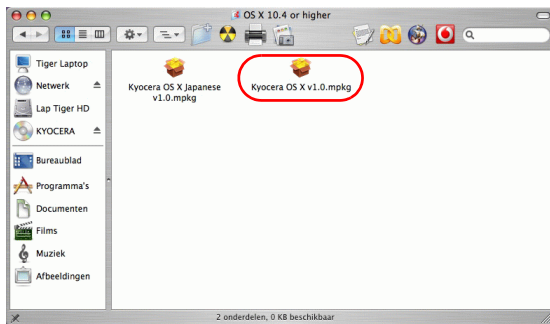 OS X 10.4 or higher
Tiger Laptop
Netwerk
Lap Tiger HD
KYOCERA
Bureaublad
Programma's
Documenten
Films
Muziek
Afbeeldingen
Kyocera OS X Japanese
v1.0.mpkg
Kyocera OS X v1.0.mpkg
2 onderdelen, 0 KB beschikbaar